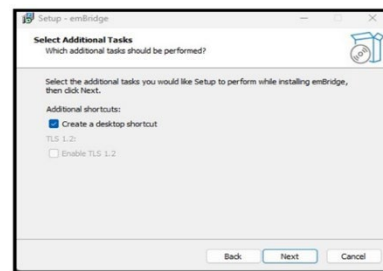 Setup - emBridge
Select Additional Tasks
Which additional tasks should be performed?
Select the additional tasks you would like Setup to perform while installing emBridge,
then click Next.
Additional shortcuts:
Create a desktop shortcut
TLS 1.2:
Enable TLS 1.2
Back Next Cancel